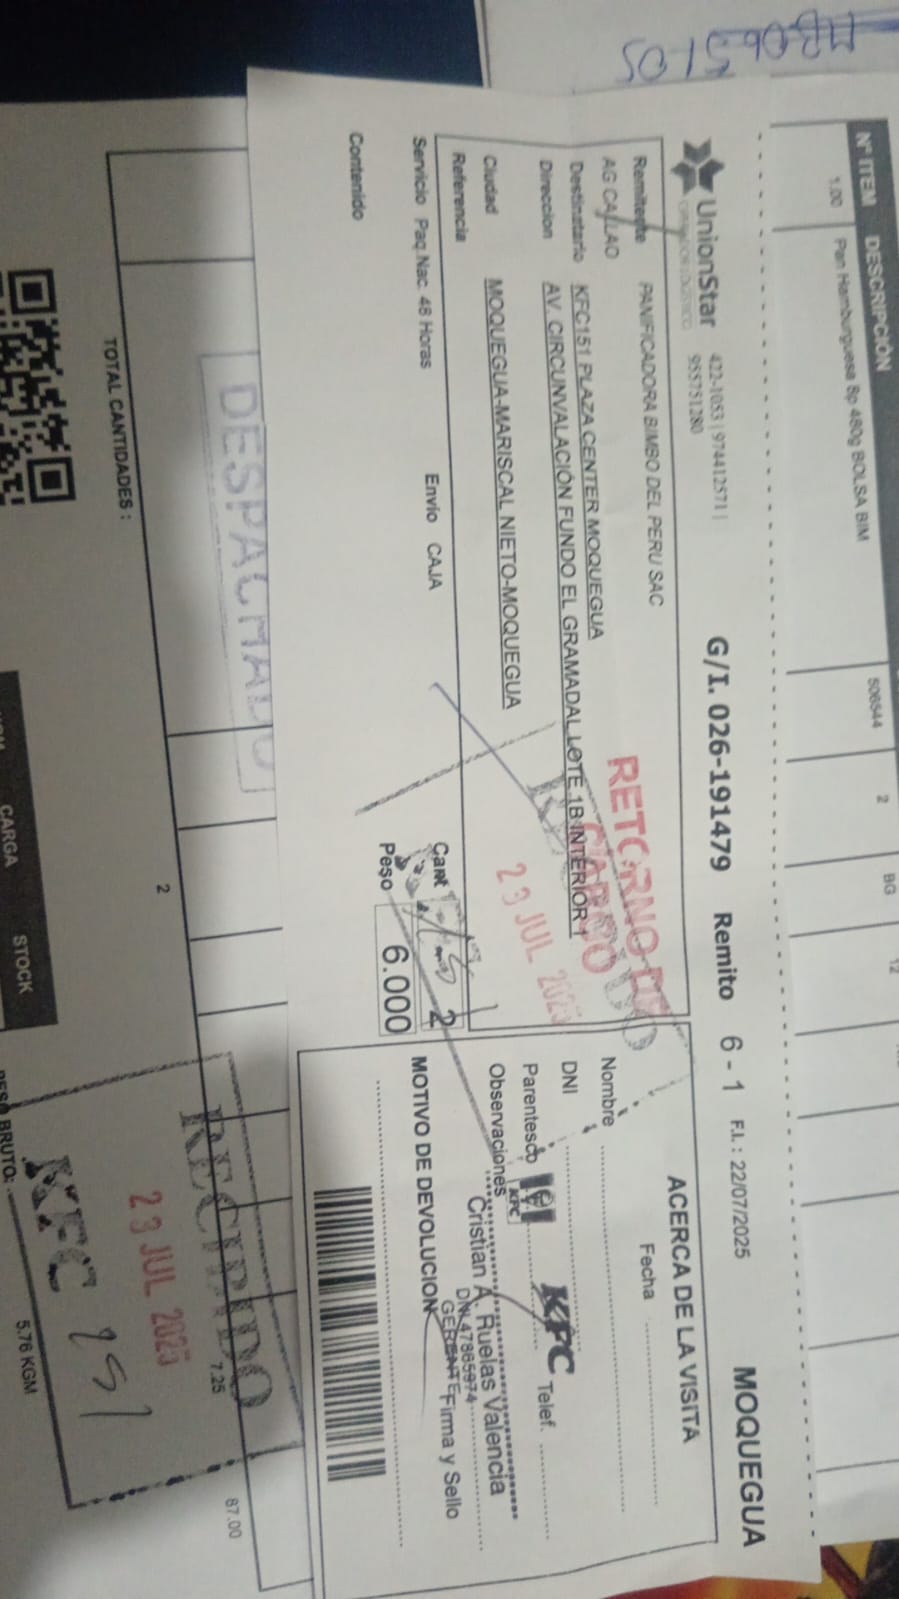 N° ITEM DESCRIPCIÓN
1.00 Pan Hamburguesa 8p 480g BOLSA BIM 506544 2 BG 12
UnionStar 422-1053 | 974412571 |
OPERADOR LOGISTICO 955751280
G/I. 026-191479 Remito 6 - 1 F.I.: 22/07/2025 MOQUEGUA
Remitente PANIFICADORA BIMBO DEL PERU SAC
AG CALLAO
Destinatario KFC151 PLAZA CENTER MOQUEGUA
Direccion AV. CIRCUNVALACIÓN FUNDO EL GRAMADAL LOTE 1B INTERIOR
Ciudad MOQUEGUA-MARISCAL NIETO-MOQUEGUA
Referencia
Servicio Paq Nac. 48 Horas Envío CAJA
Cant 2
Peso 6.000
Contenido
RETORNO DE
CARGO
23 JUL 2025
ACERCA DE LA VISITA
Fecha
Nombre
DNI
Parentesco Telef.
KFC
KFC
Observaciones
Cristian A. Ruelas Valencia
DNI 47865974
GERENTE
Firma y Sello
MOTIVO DE DEVOLUCION
DESPACHADO
TOTAL CANTIDADES : 2
7.25 87.00
RECIBIDO
23 JUL 2025
KFC 151
CARGA STOCK
PESO BRUTO: 5.76 KGM